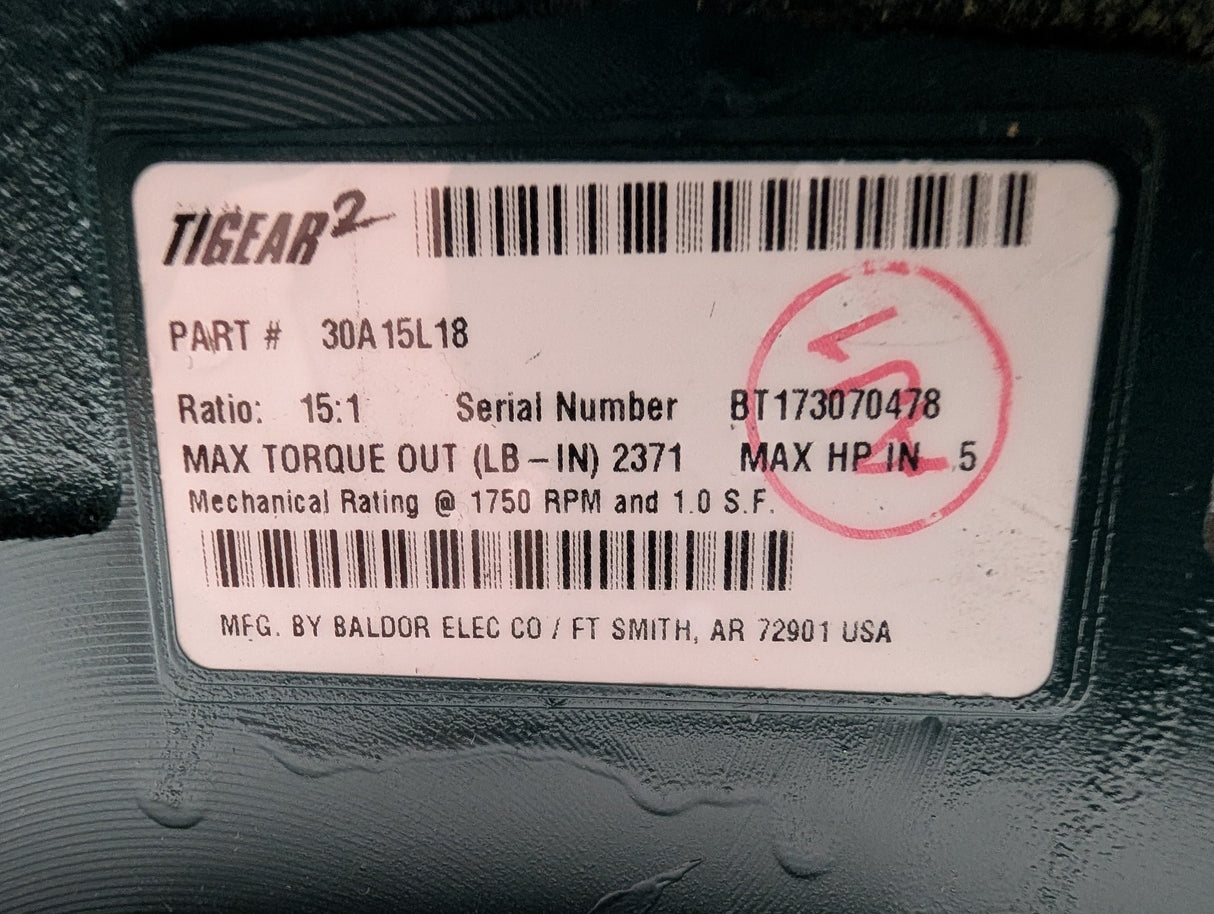 TIGEAR2
PART # 30A15L18
Ratio: 15:1 Serial Number BT173070478
MAX TORQUE OUT (LB-IN) 2371 MAX HP IN 5
Mechanical Rating @ 1750 RPM and 1.0 S.F.
MFG. BY BALDOR ELEC CO / FT SMITH, AR 72901 USA